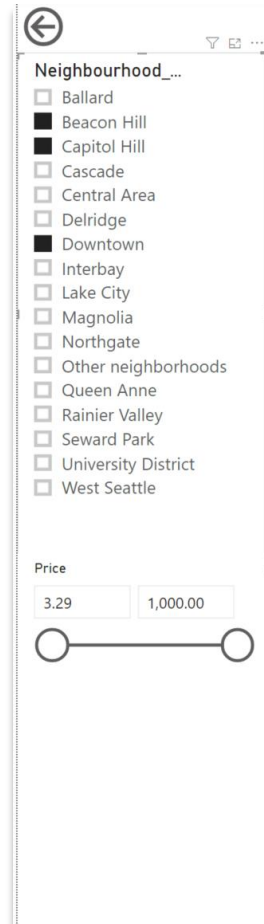 Neighbourhood_...
Ballard
Beacon Hill
Capitol Hill
Cascade
Central Area
Delridge
Downtown
Interbay
Lake City
Magnolia
Northgate
Other neighborhoods
Queen Anne
Rainier Valley
Seward Park
University District
West Seattle
Price
3.29 1,000.00